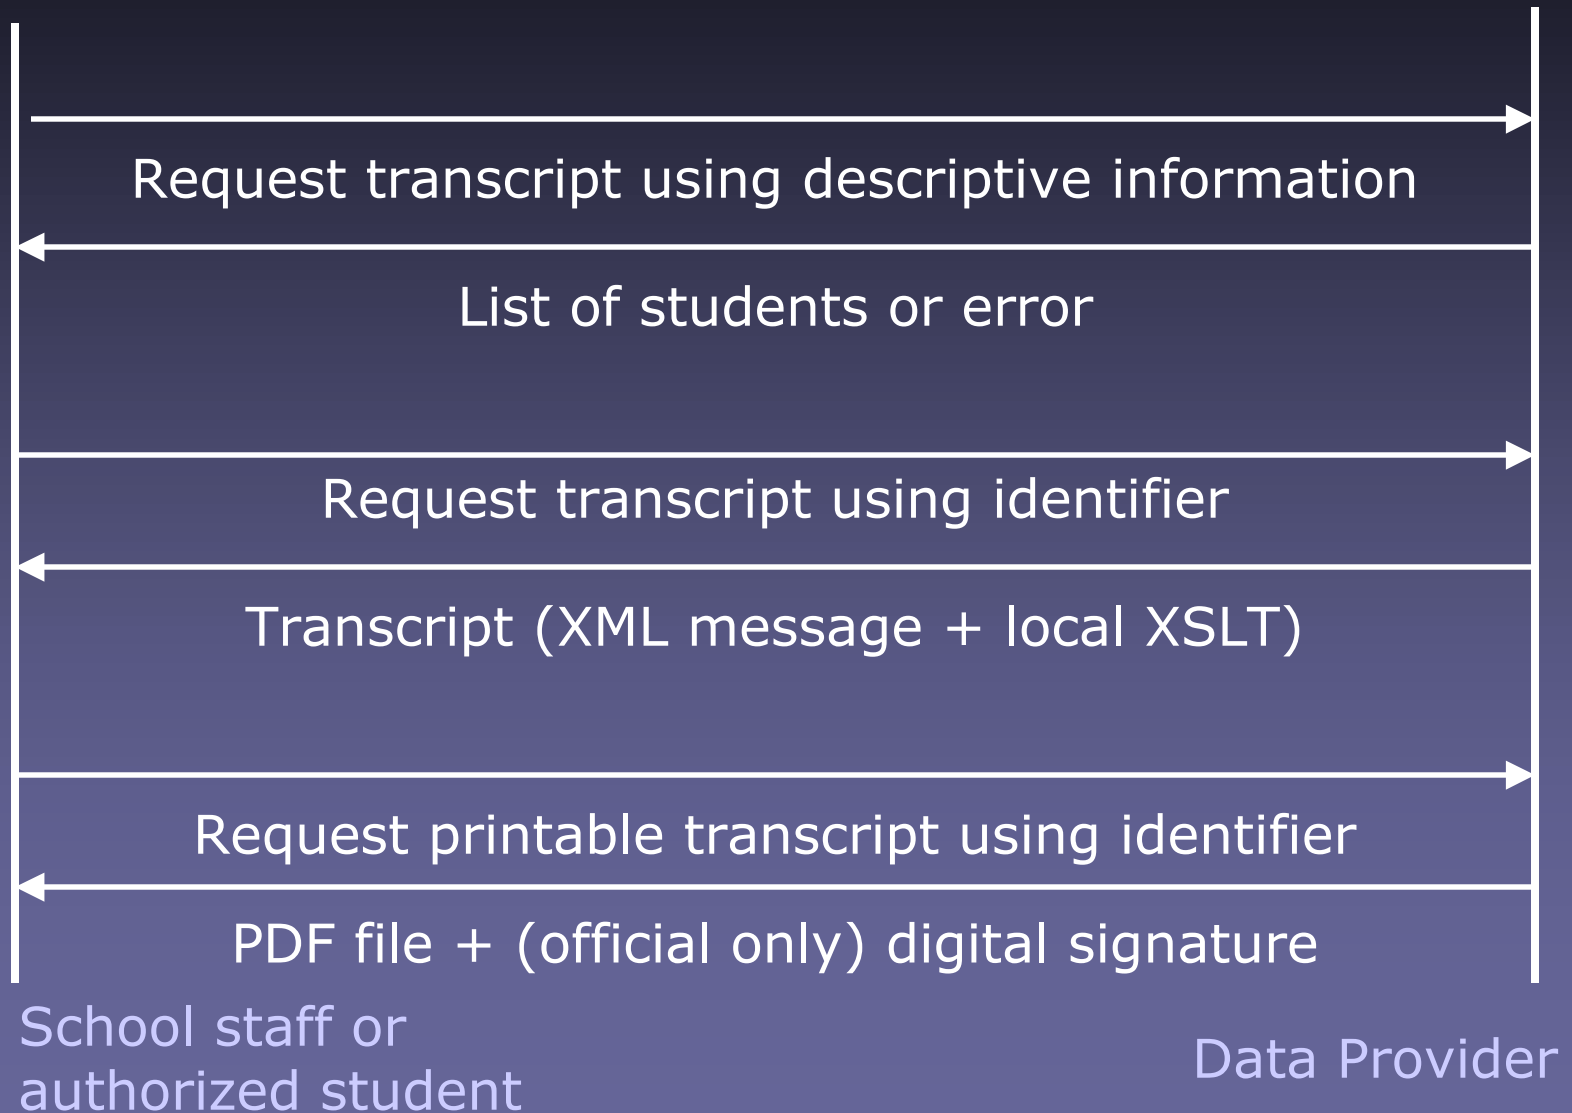 Request transcript using descriptive information
List of students or error
Request transcript using identifier
Transcript (XML message + local XSLT)
Request printable transcript using identifier
PDF file + (official only) digital signature
School staff or
authorized student
Data Provider